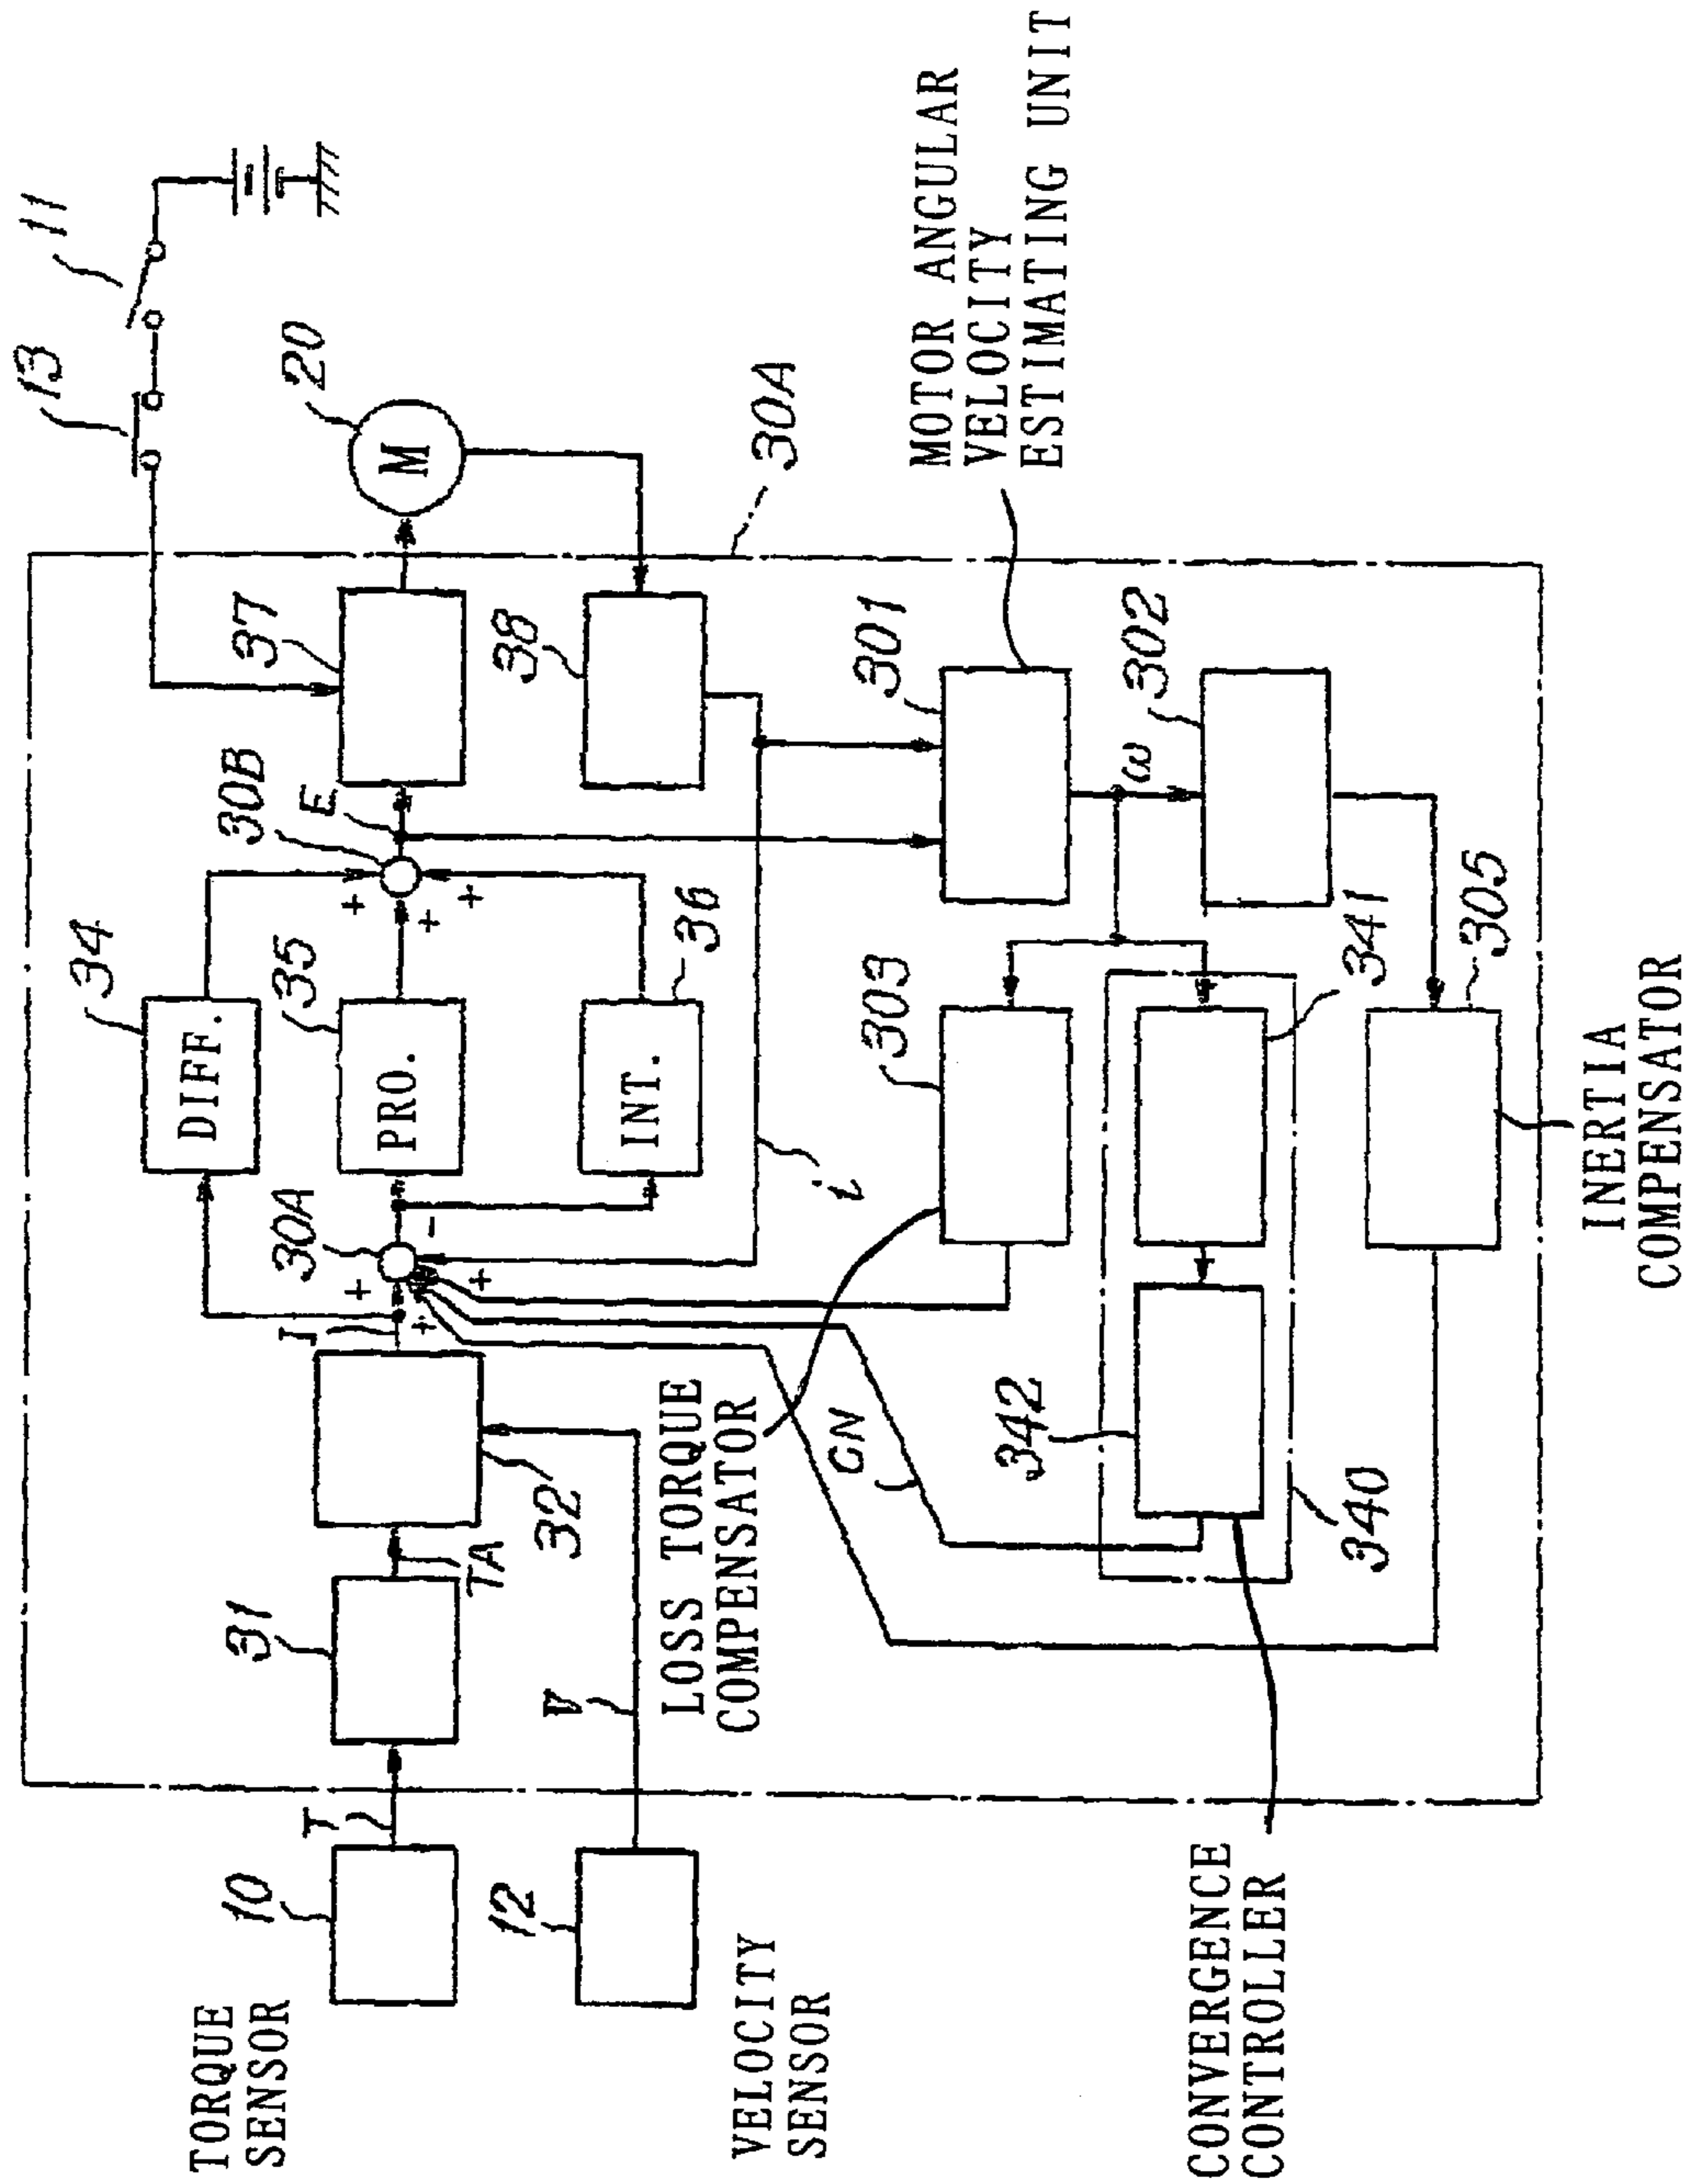 13
11
20
30A
34
DIFF.
30B
E
37
35
PRO.
30A
I
31
TA
32
10
T
TORQUE
SENSOR
36
INT.
38
i
12
V
VELOCITY
SENSOR
LOSS TORQUE
COMPENSATOR
M
MOTOR ANGULAR
VELOCITY
ESTIMATING UNIT
301
303
ω
302
GN
342
341
340
305
INERTIA
COMPENSATOR
CONVERGENCE
CONTROLLER
+
+
+
+
+
+
-